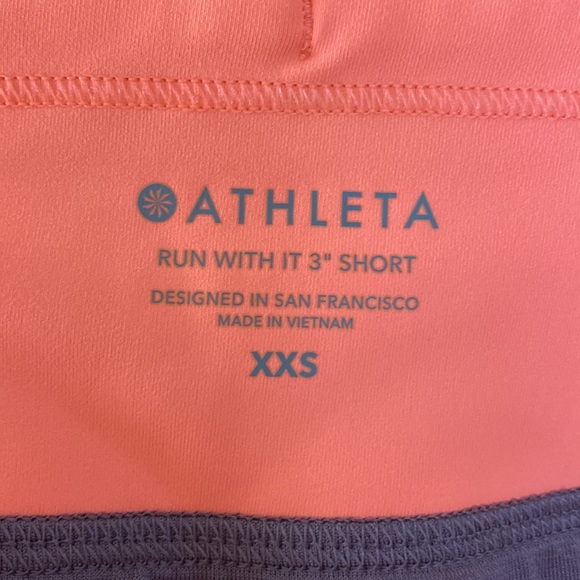 ATHLETA
RUN WITH IT 3" SHORT
DESIGNED IN SAN FRANCISCO
MADE IN VIETNAM
XXS